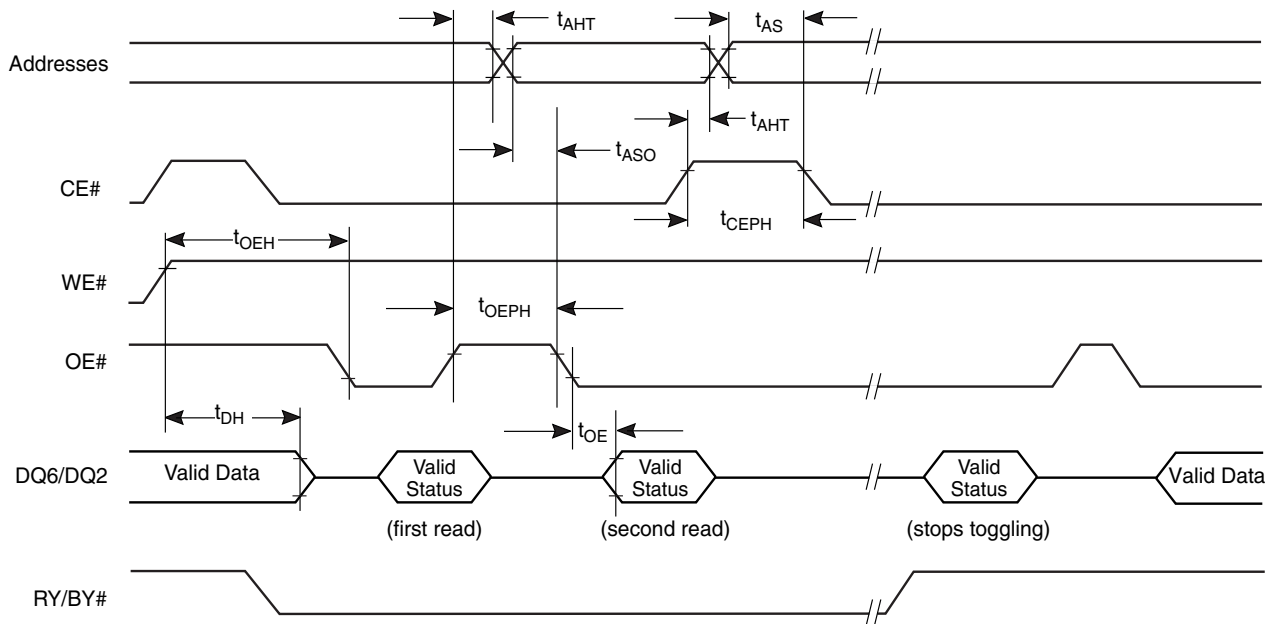 tAHT
tAS
Addresses
tAHT
tASO
CE#
tCEPH
tOEH
WE#
tOEPH
OE#
tDH
tOE
DQ6/DQ2
Valid Data
Valid
Status
Valid
Status
Valid
Status
Valid Data
(first read)
(second read)
(stops toggling)
RY/BY#